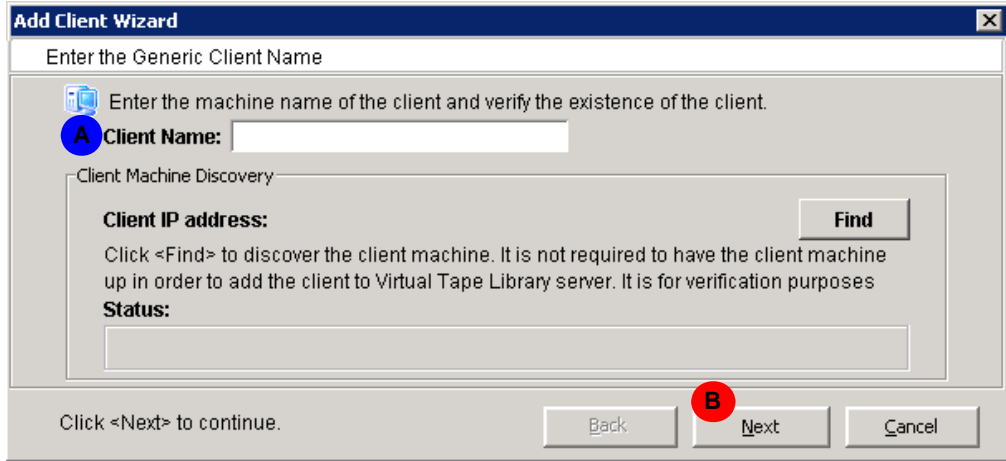 Add Client Wizard
Enter the Generic Client Name
Enter the machine name of the client and verify the existence of the client.
A Client Name:
Client Machine Discovery
Client IP address:
Find
Click <Find> to discover the client machine. It is not required to have the client machine
up in order to add the client to Virtual Tape Library server. It is for verification purposes
Status:
B
Click <Next> to continue.
Back
Next
Cancel